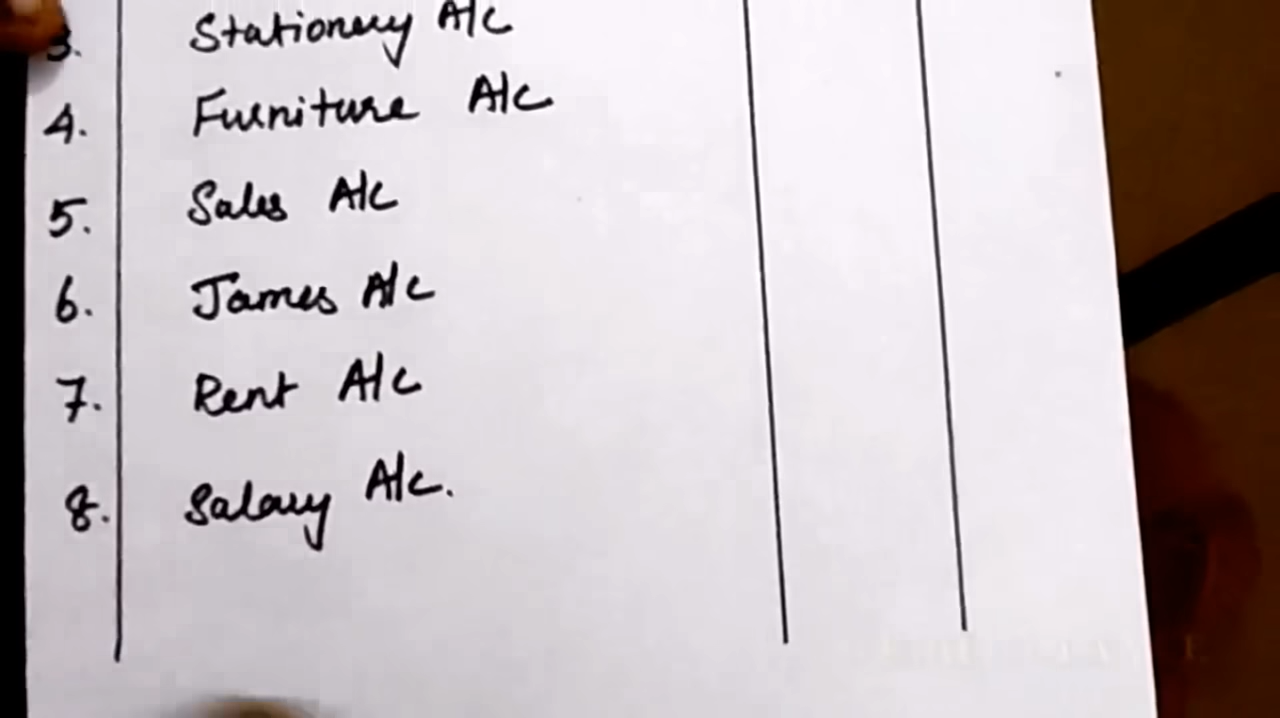 3. Stationery A/c
4. Furniture A/c
5. Sales A/c
6. James A/c
7. Rent A/c
8. Salary A/c.